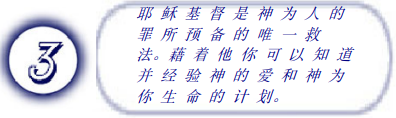 3
耶稣基督是神为人的
罪所预备的唯一救
法。藉着他你可以知道
并经验神的爱和神为
你生命的计划。